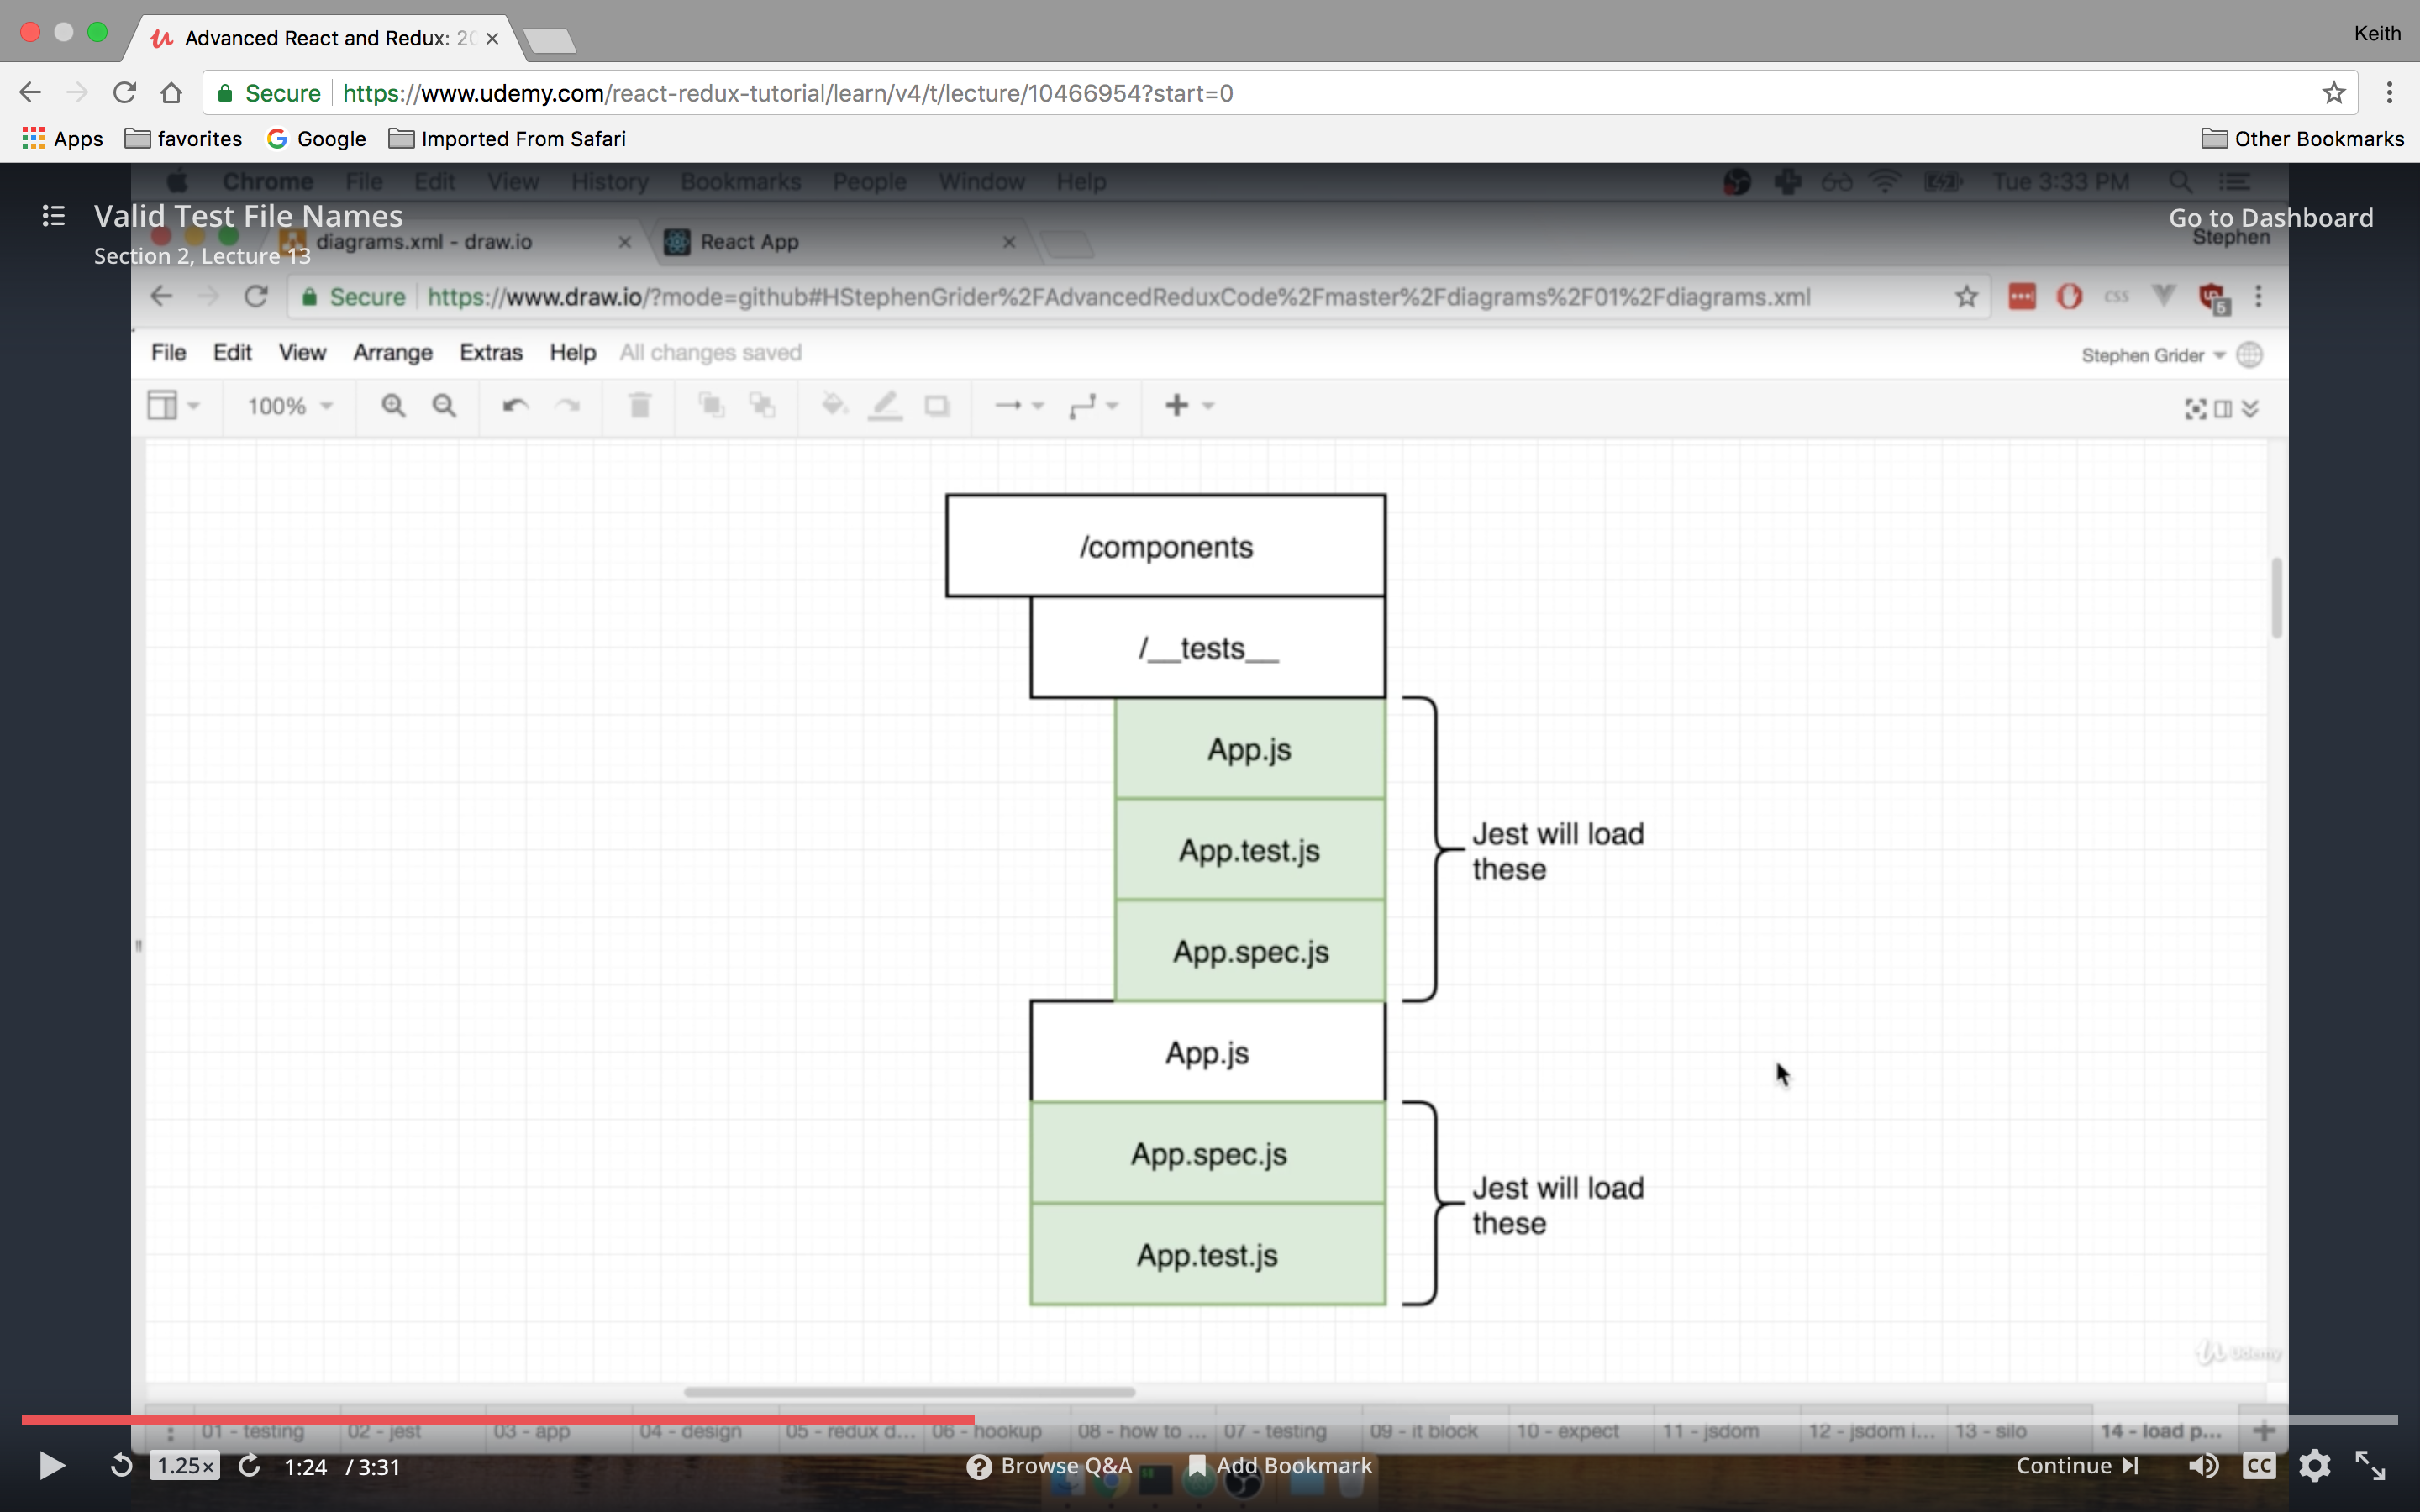 Advanced React and Redux: 20
Keith
Secure https://www.udemy.com/react-redux-tutorial/learn/v4/t/lecture/10466954?start=0
Apps favorites Google Imported From Safari Other Bookmarks
Chrome File Edit View History Bookmarks People Window Help Tue 3:33 PM
Valid Test File Names
Go to Dashboard
diagrams.xml - draw.io React App Stephen
Section 2, Lecture 13
Secure https://www.draw.io/?mode=github#HStephenGrider%2FAdvancedReduxCode%2Fmaster%2Fdiagrams%2F01%2Fdiagrams.xml CSS 5
File Edit View Arrange Extras Help All changes saved Stephen Grider
100%
/components
/__tests__
App.js
App.test.js
Jest will load
these
App.spec.js
App.js
App.spec.js
Jest will load
these
App.test.js
Udemy
01 - testing 02 - jest 03 - app 04 - design 05 - redux d... 06 - hookup 08 - how to ... 07 - testing 09 - it block 10 - expect 11 - jsdom 12 - jsdom i... 13 - silo 14 - load p...
1.25× 1:24 / 3:31 Browse Q&A Add Bookmark Continue CC